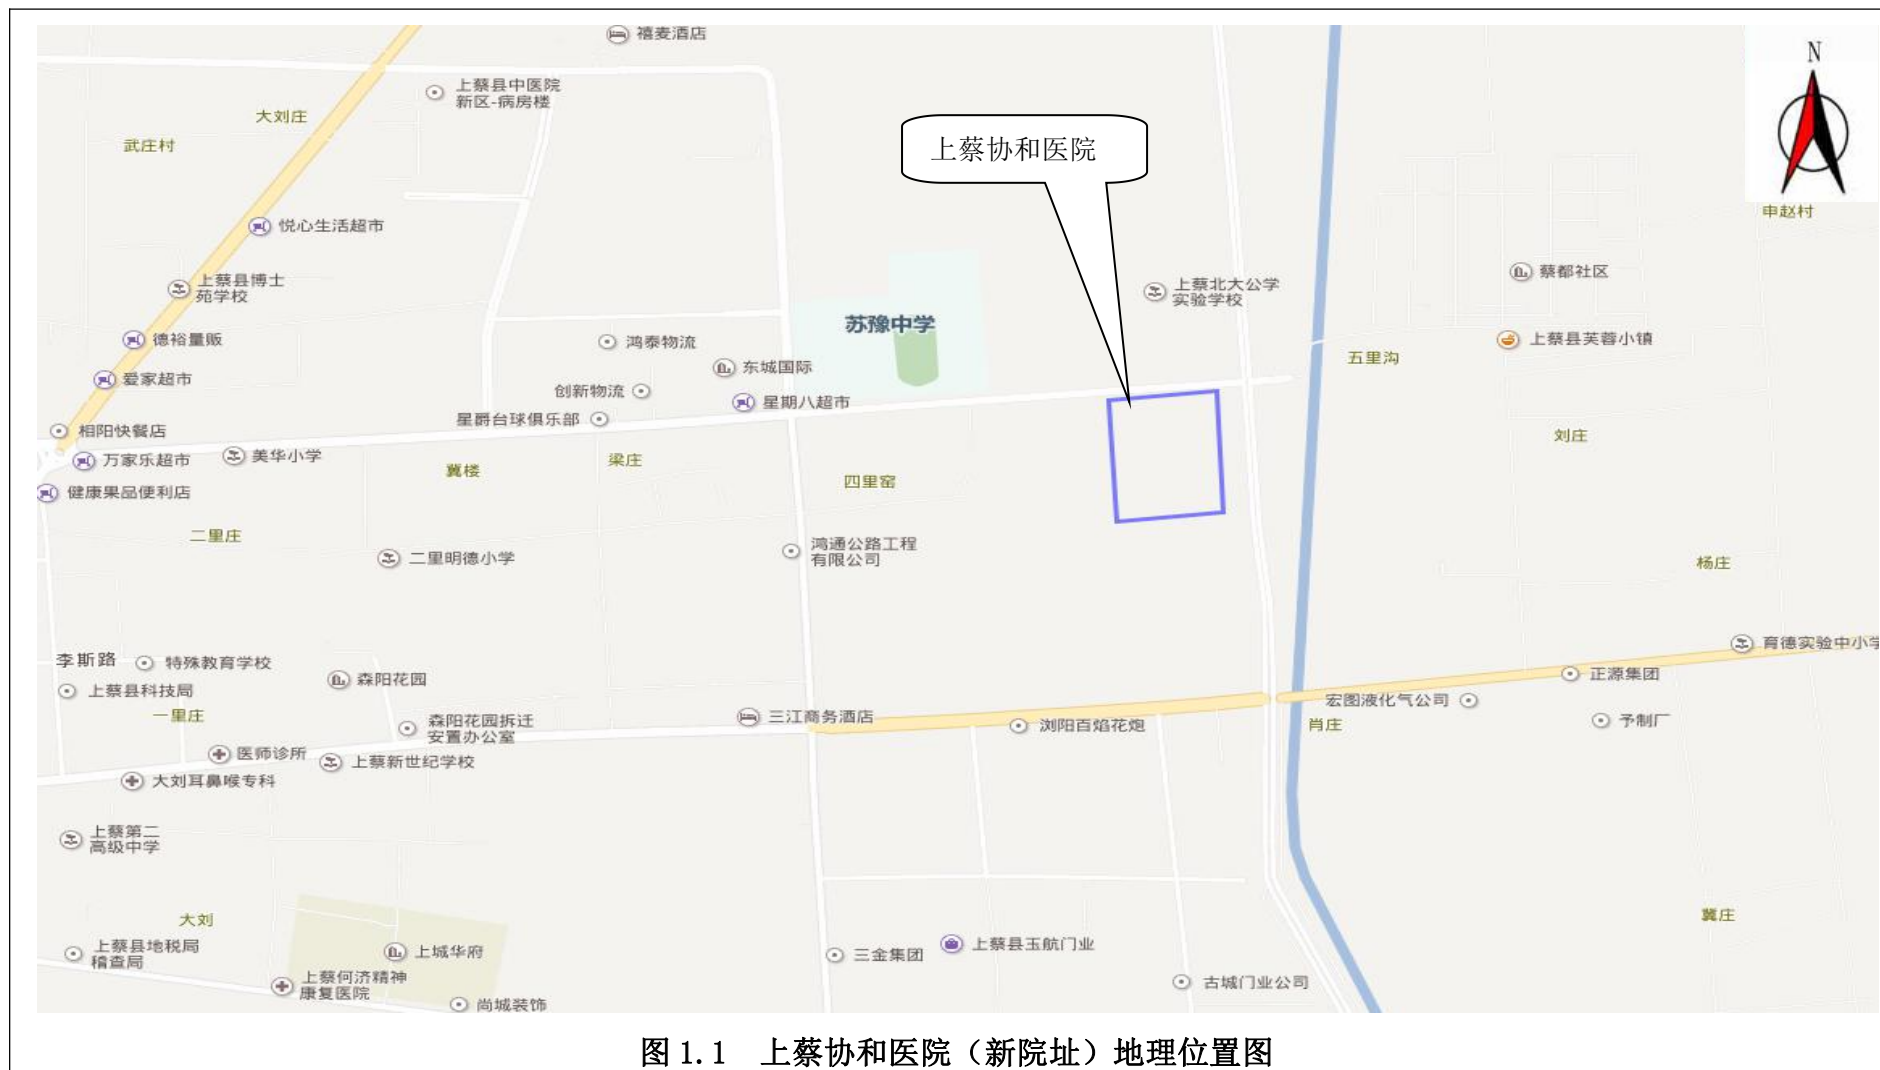 禧麦酒店
N
上蔡县中医院
新区-病房楼
大刘庄
武庄村
上蔡协和医院
申赵村
悦心生活超市
上蔡县博士
苑学校
上蔡北大公学
实验学校
蔡都社区
苏豫中学
德裕量贩
鸿泰物流
上蔡县芙蓉小镇
五里沟
东城国际
爱家超市
创新物流
星期八超市
星爵台球俱乐部
相阳快餐店
刘庄
万家乐超市
美华小学
冀楼
梁庄
四里窑
健康果品便利店
二里庄
二里明德小学
鸿通公路工程
有限公司
杨庄
育德实验中小学
李斯路
特殊教育学校
上蔡县科技局
森阳花园
正源集团
宏图液化气公司
一里庄
森阳花园拆迁
安置办公室
三江商务酒店
浏阳百焰花炮
肖庄
予制厂
医师诊所
上蔡新世纪学校
大刘耳鼻喉专科
上蔡第二
高级中学
大刘
冀庄
上蔡县地税局
稽查局
上城华府
三金集团
上蔡县玉航门业
上蔡何济精神
康复医院
古城门业公司
尚城装饰
图 1.1 上蔡协和医院（新院址）地理位置图